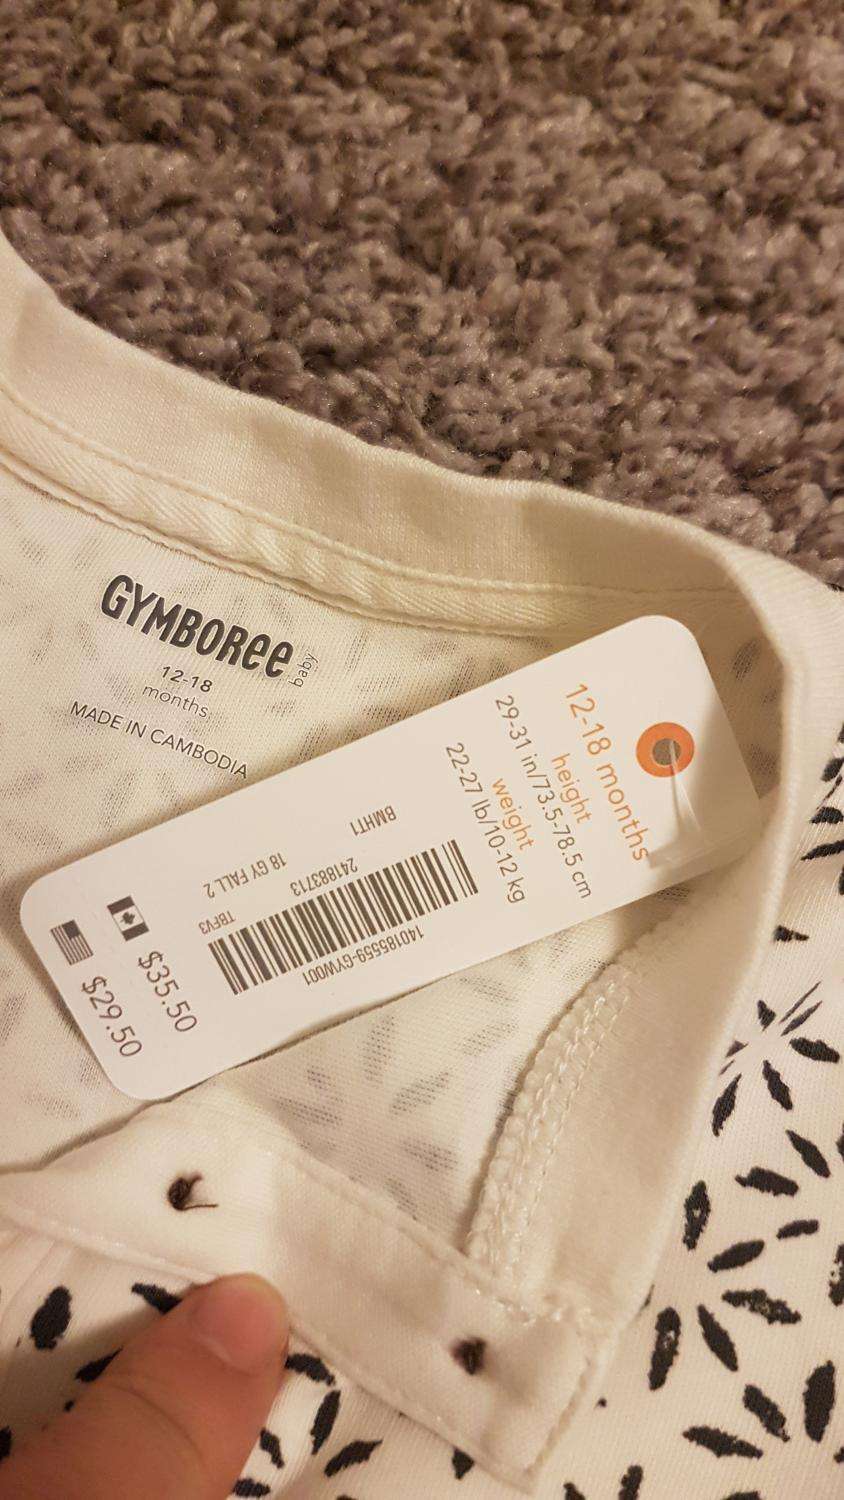 GYMBOREE
baby
12-18
months
MADE IN CAMBODIA
12-18 months
height
29-31 in/73.5-78.5 cm
weight
22-27 lb/10-12 kg
BMHT1
241883713
18 GY FALL 2
TBFV3
140185559-GYW001
$35.50
$29.50